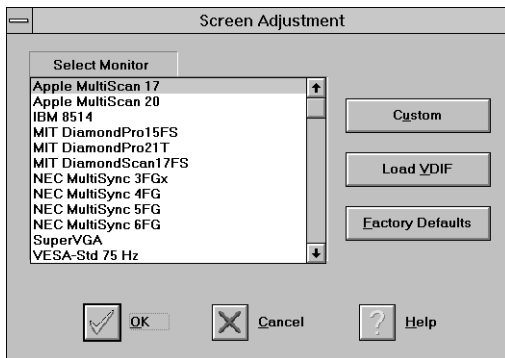 Screen Adjustment
Select Monitor
Apple MultiScan 17
Apple MultiScan 20
IBM 8514
MIT DiamondPro15FS
MIT DiamondPro21T
MIT DiamondScan17FS
NEC MultiSync 3FGx
NEC MultiSync 4FG
NEC MultiSync 5FG
NEC MultiSync 6FG
SuperVGA
VESA-Std 75 Hz
Custom
Load VDIF
Factory Defaults
OK
Cancel
? Help